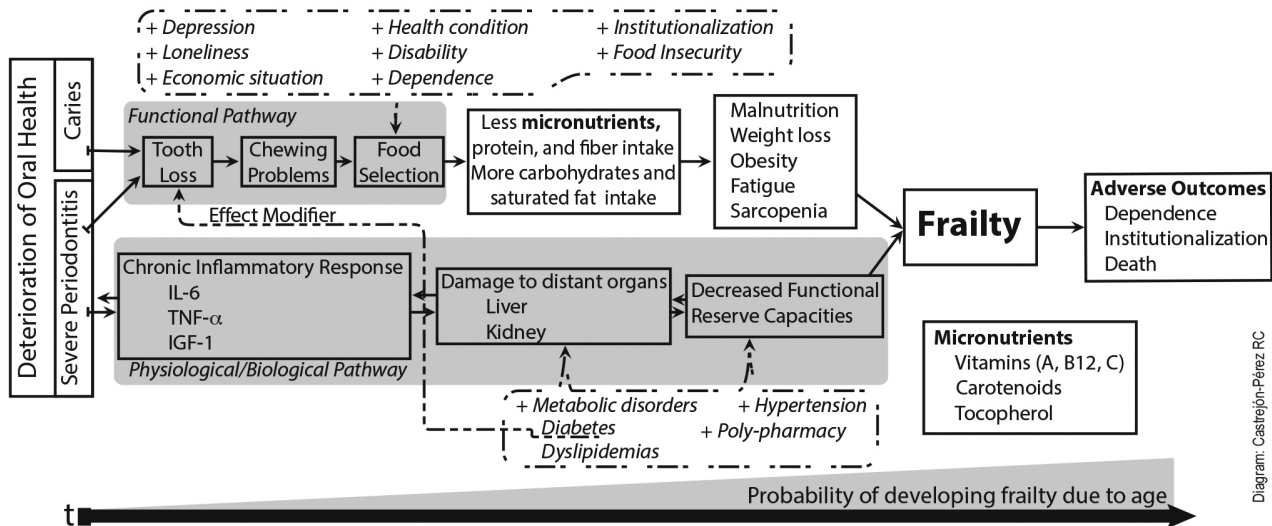 + Depression
+ Loneliness
+ Economic situation
+ Health condition
+ Disability
+ Dependence
+ Institutionalization
+ Food Insecurity
Deterioration of Oral Health
Caries
Severe Periodontitis
Functional Pathway
Tooth
Loss
Chewing
Problems
Food
Selection
Less micronutrients,
protein, and fiber intake
More carbohydrates and
saturated fat intake
Malnutrition
Weight loss
Obesity
Fatigue
Sarcopenia
Effect Modifier
Chronic Inflammatory Response
IL-6
TNF-α
IGF-1
Physiological/Biological Pathway
Damage to distant organs
Liver
Kidney
Decreased Functional
Reserve Capacities
Frailty
Adverse Outcomes
Dependence
Institutionalization
Death
+ Metabolic disorders
Diabetes
Dyslipidemias
+ Hypertension
+ Poly-pharmacy
Micronutrients
Vitamins (A, B12, C)
Carotenoids
Tocopherol
Diagram: Castrejón-Pérez RC
Probability of developing frailty due to age
t